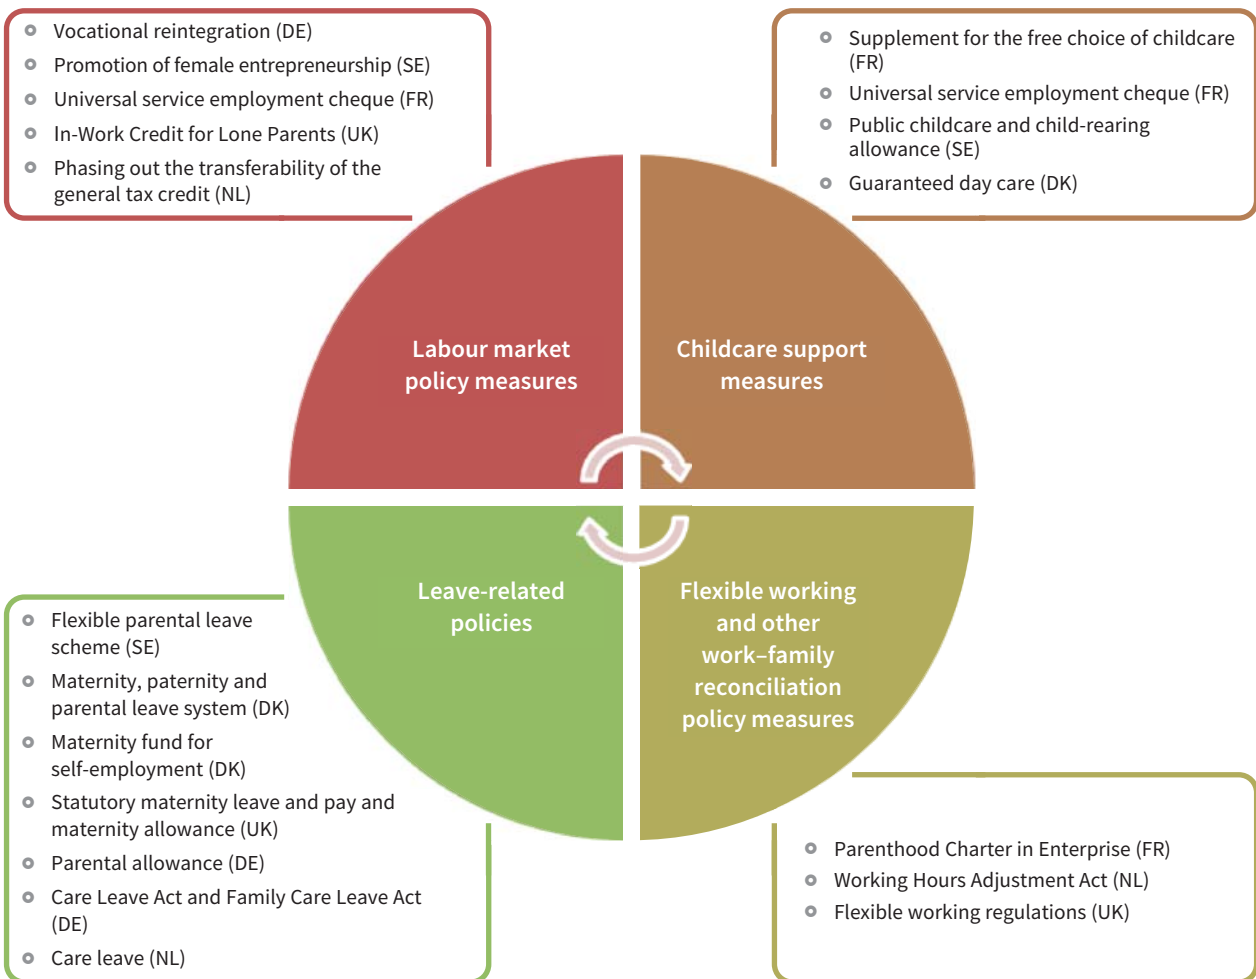 Vocational reintegration (DE)
Promotion of female entrepreneurship (SE)
Universal service employment cheque (FR)
In-Work Credit for Lone Parents (UK)
Phasing out the transferability of the
general tax credit (NL)
Supplement for the free choice of childcare
(FR)
Universal service employment cheque (FR)
Public childcare and child-rearing
allowance (SE)
Guaranteed day care (DK)
Labour market
policy measures
Childcare support
measures
Leave-related
policies
Flexible working
and other
work–family
reconciliation
policy measures
Flexible parental leave
scheme (SE)
Maternity, paternity and
parental leave system (DK)
Maternity fund for
self-employment (DK)
Statutory maternity leave and pay and
maternity allowance (UK)
Parental allowance (DE)
Care Leave Act and Family Care Leave Act
(DE)
Care leave (NL)
Parenthood Charter in Enterprise (FR)
Working Hours Adjustment Act (NL)
Flexible working regulations (UK)